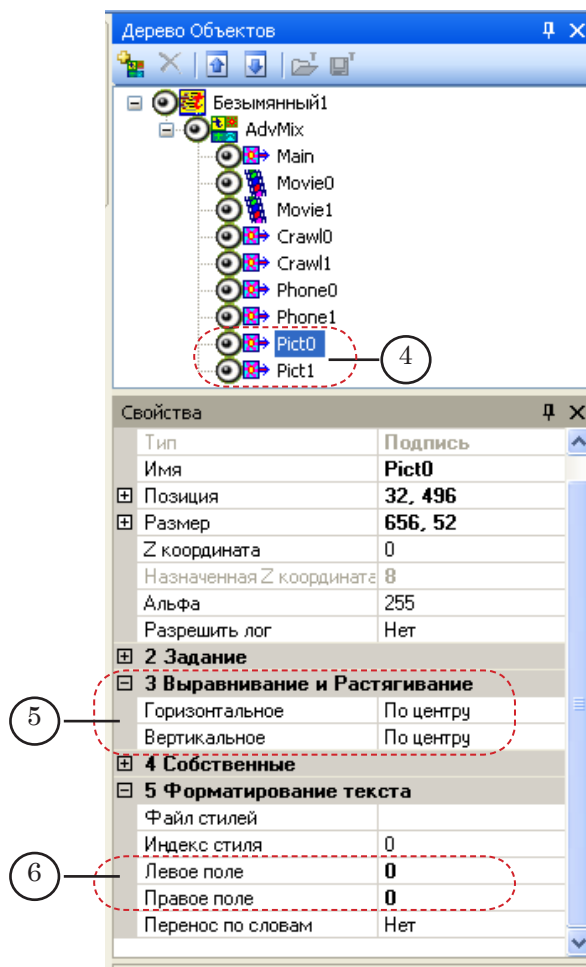 Дерево Объектов
Безымянный1
AdvMix
Main
Movie0
Movie1
Crawl0
Crawl1
Phone0
Phone1
Pict0
4
Pict1
Свойства
Тип Подпись
Имя Pict0
Позиция 32, 496
Размер 656, 52
Z координата 0
Назначенная Z координата 8
Альфа 255
Разрешить лог Нет
2 Задание
3 Выравнивание и Растягивание
5
Горизонтальное По центру
Вертикальное По центру
4 Собственные
5 Форматирование текста
Файл стилей
Индекс стиля 0
6
Левое поле 0
Правое поле 0
Перенос по словам Нет